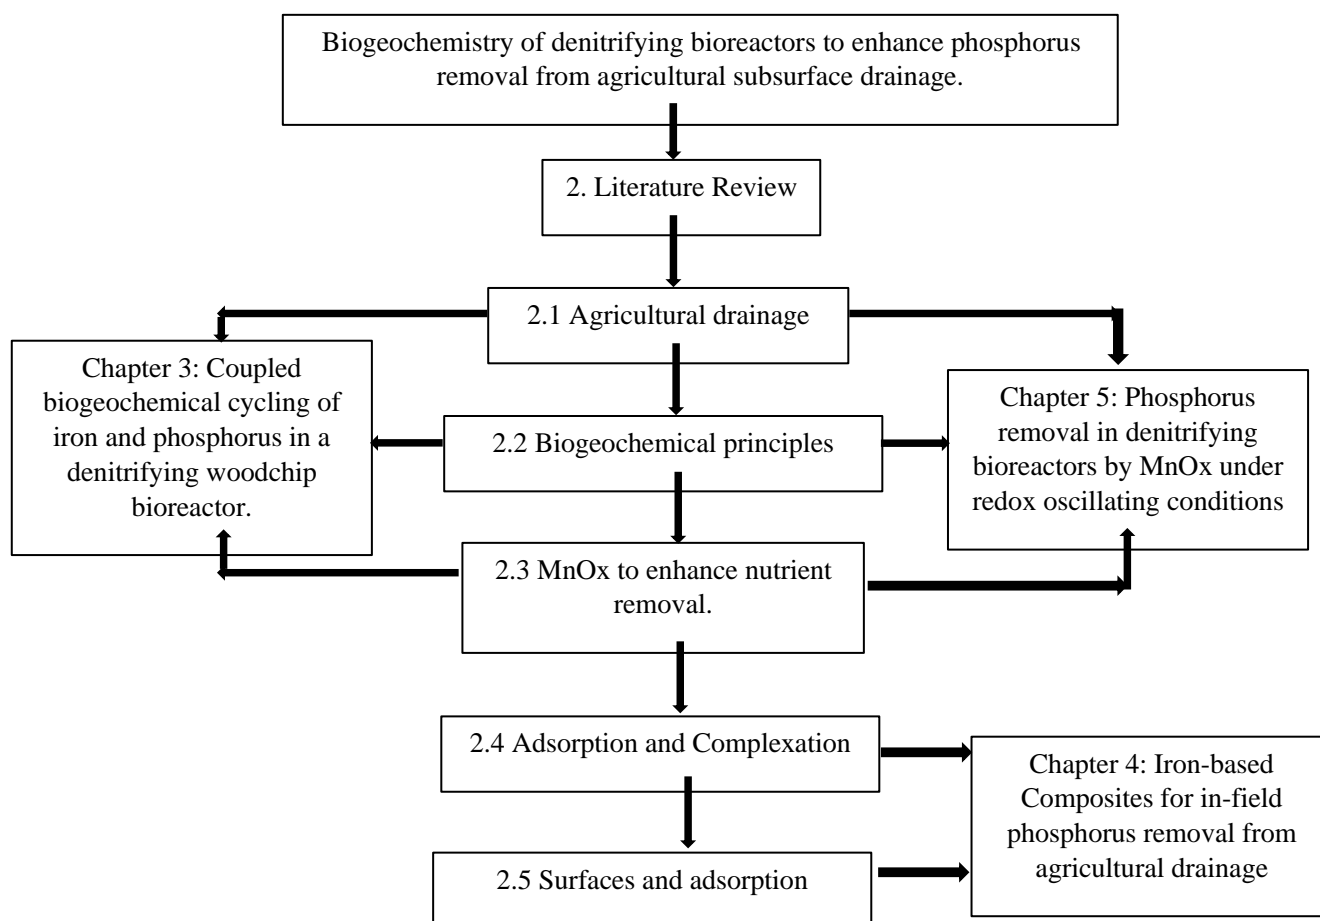 Biogeochemistry of denitrifying bioreactors to enhance phosphorus
removal from agricultural subsurface drainage.
2. Literature Review
2.1 Agricultural drainage
Chapter 3: Coupled
biogeochemical cycling of
iron and phosphorus in a
denitrifying woodchip
bioreactor.
2.2 Biogeochemical principles
Chapter 5: Phosphorus
removal in denitrifying
bioreactors by MnOx under
redox oscillating conditions
2.3 MnOx to enhance nutrient
removal.
2.4 Adsorption and Complexation
Chapter 4: Iron-based
Composites for in-field
phosphorus removal from
agricultural drainage
2.5 Surfaces and adsorption